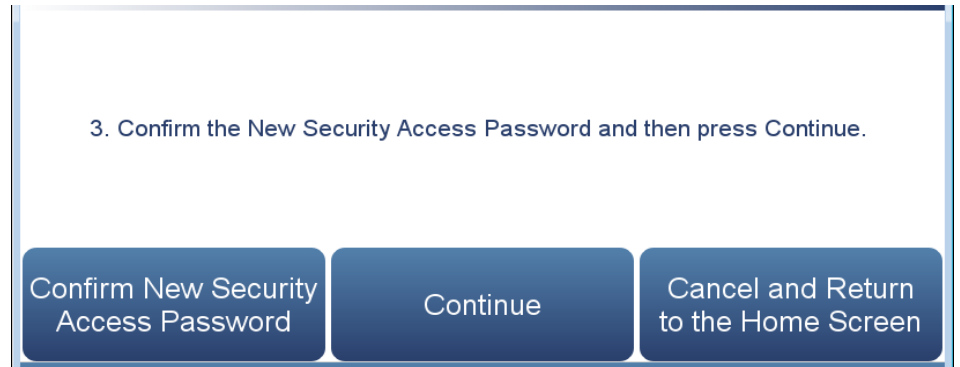 3. Confirm the New Security Access Password and then press Continue.
Confirm New Security
Access Password
Continue
Cancel and Return
to the Home Screen